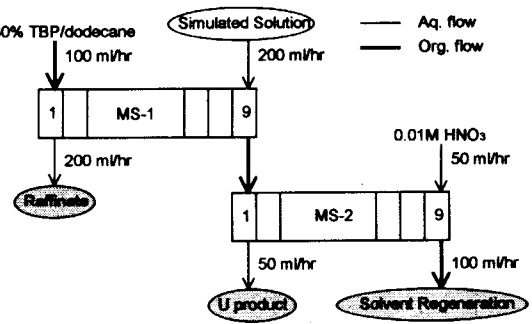 0% TBP/dodecane
Simulated Solution
Aq. flow
Org. flow
100 ml/hr
200 ml/hr
1
MS-1
9
0.01M HNO₃
200 ml/hr
50 ml/hr
Raffinate
1
MS-2
9
50 ml/hr
100 ml/hr
U product
Solvent Regeneration